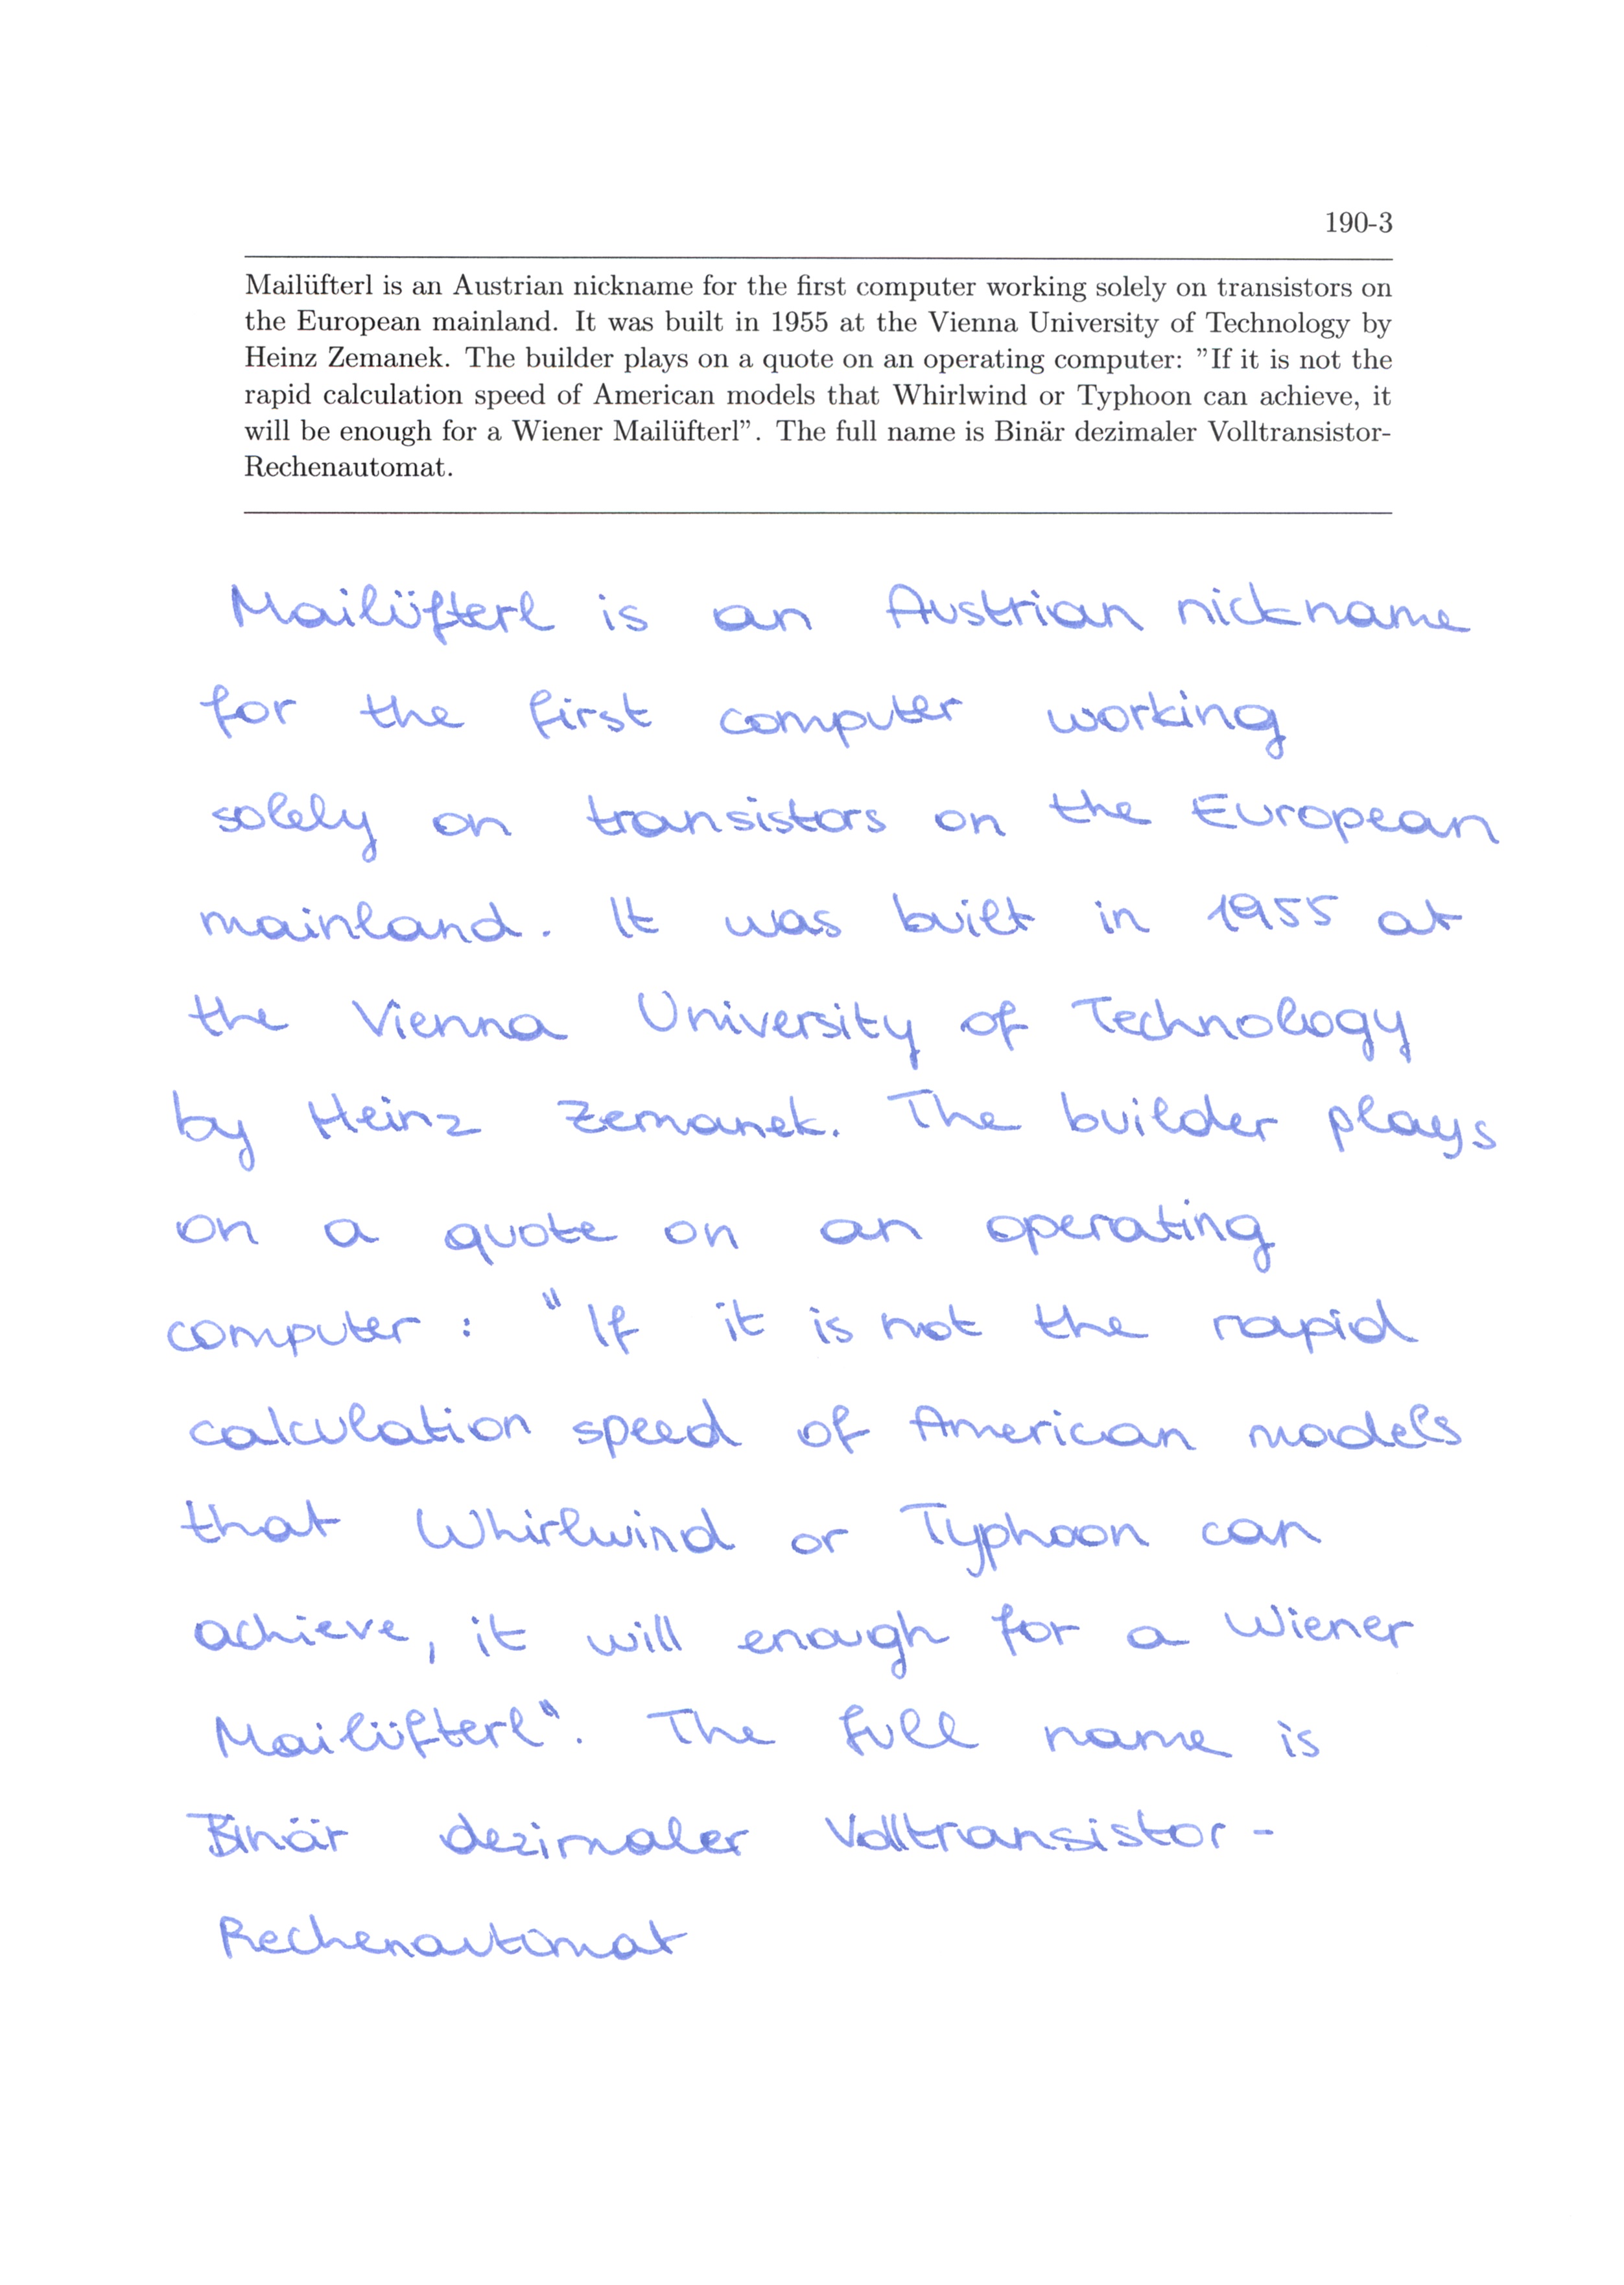 190-3
Mailüfterl is an Austrian nickname for the first computer working solely on transistors on
the European mainland. It was built in 1955 at the Vienna University of Technology by
Heinz Zemanek. The builder plays on a quote on an operating computer: ”If it is not the
rapid calculation speed of American models that Whirlwind or Typhoon can achieve, it
will be enough for a Wiener Mailüfterl”. The full name is Binär dezimaler Volltransistor-
Rechenautomat.
Mailüfterl is an Austrian nickname
for the first computer working
solely on transistors on the European
mainland. It was built in 1955 at
the Vienna University of Technology
by Heinz Zemanek. The builder plays
on a quote on an operating
computer : "If it is not the rapid
calculation speed of American models
that Whirlwind or Typhoon can
achieve, it will enough for a Wiener
Mailüfterl". The full name is
Binär dezimaler Volltransistor-
Rechenautomat